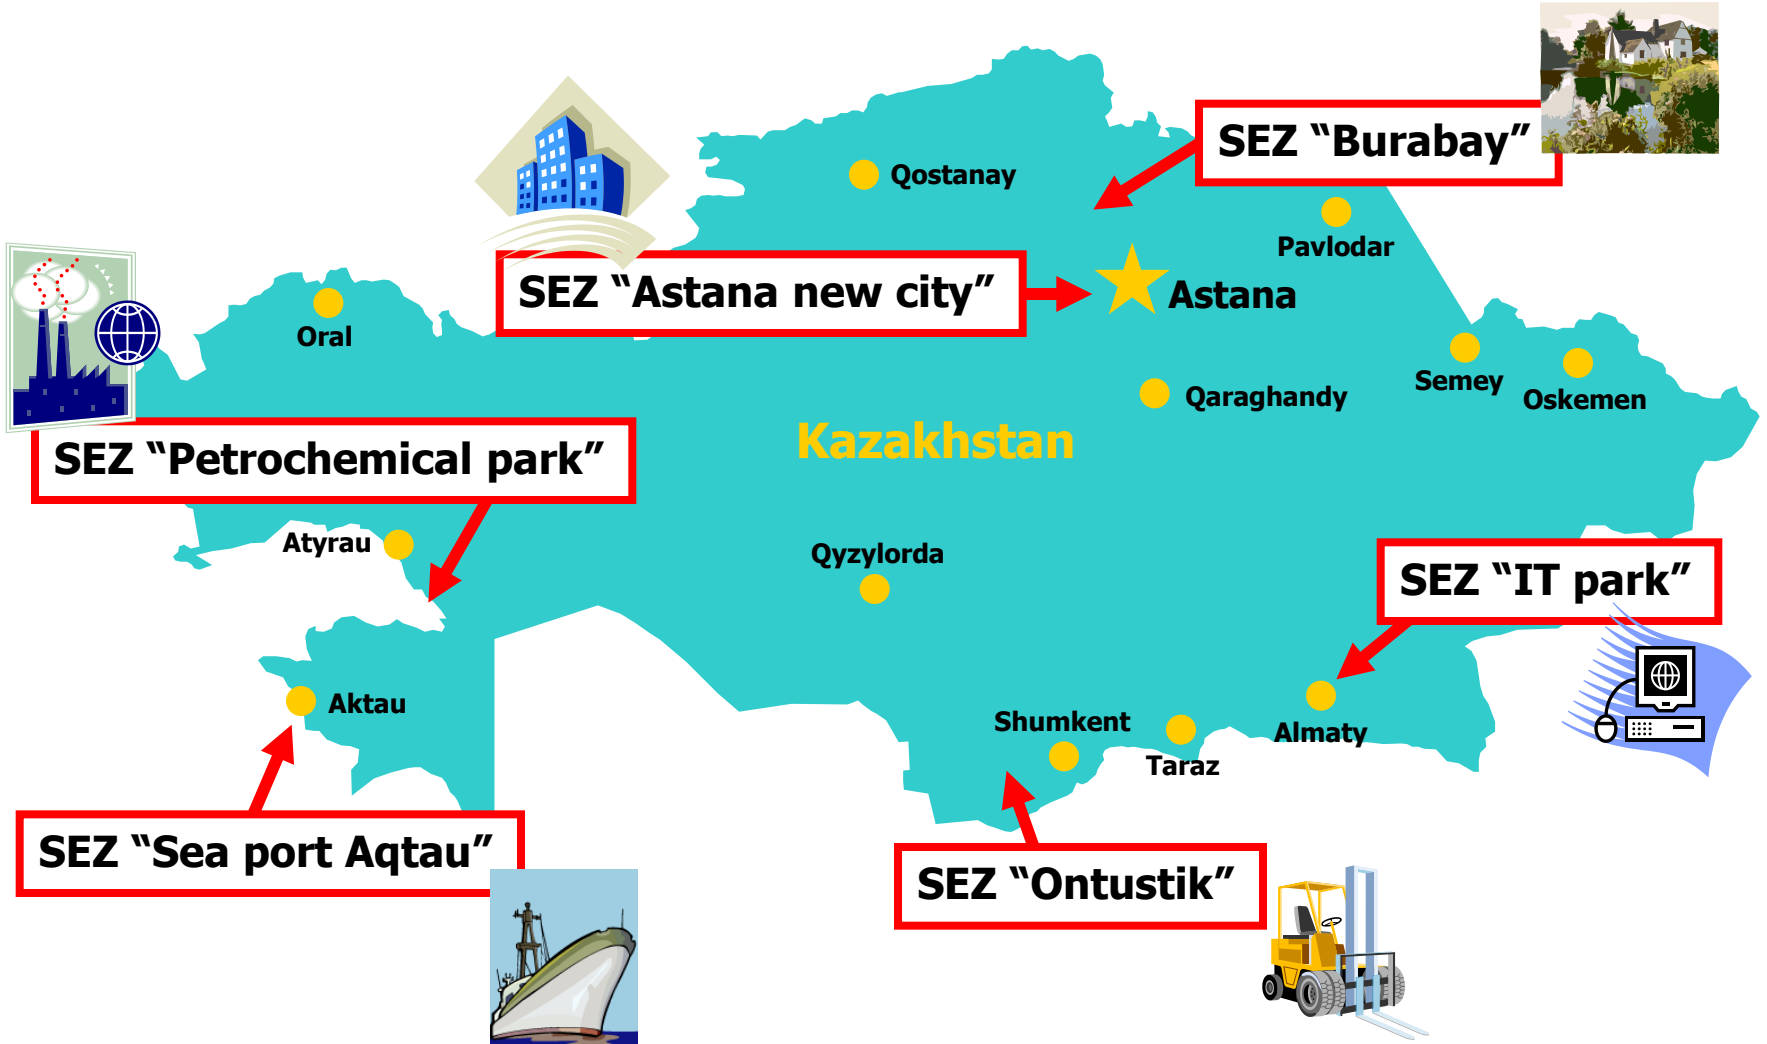 SEZ “Burabay”
Qostanay
Pavlodar
SEZ “Astana new city”
Astana
Oral
Semey
Oskemen
Qaraghandy
Kazakhstan
SEZ “Petrochemical park”
Atyrau
Qyzylorda
SEZ “IT park”
Aktau
Shumkent
Almaty
Taraz
SEZ “Sea port Aqtau”
SEZ “Ontustik”